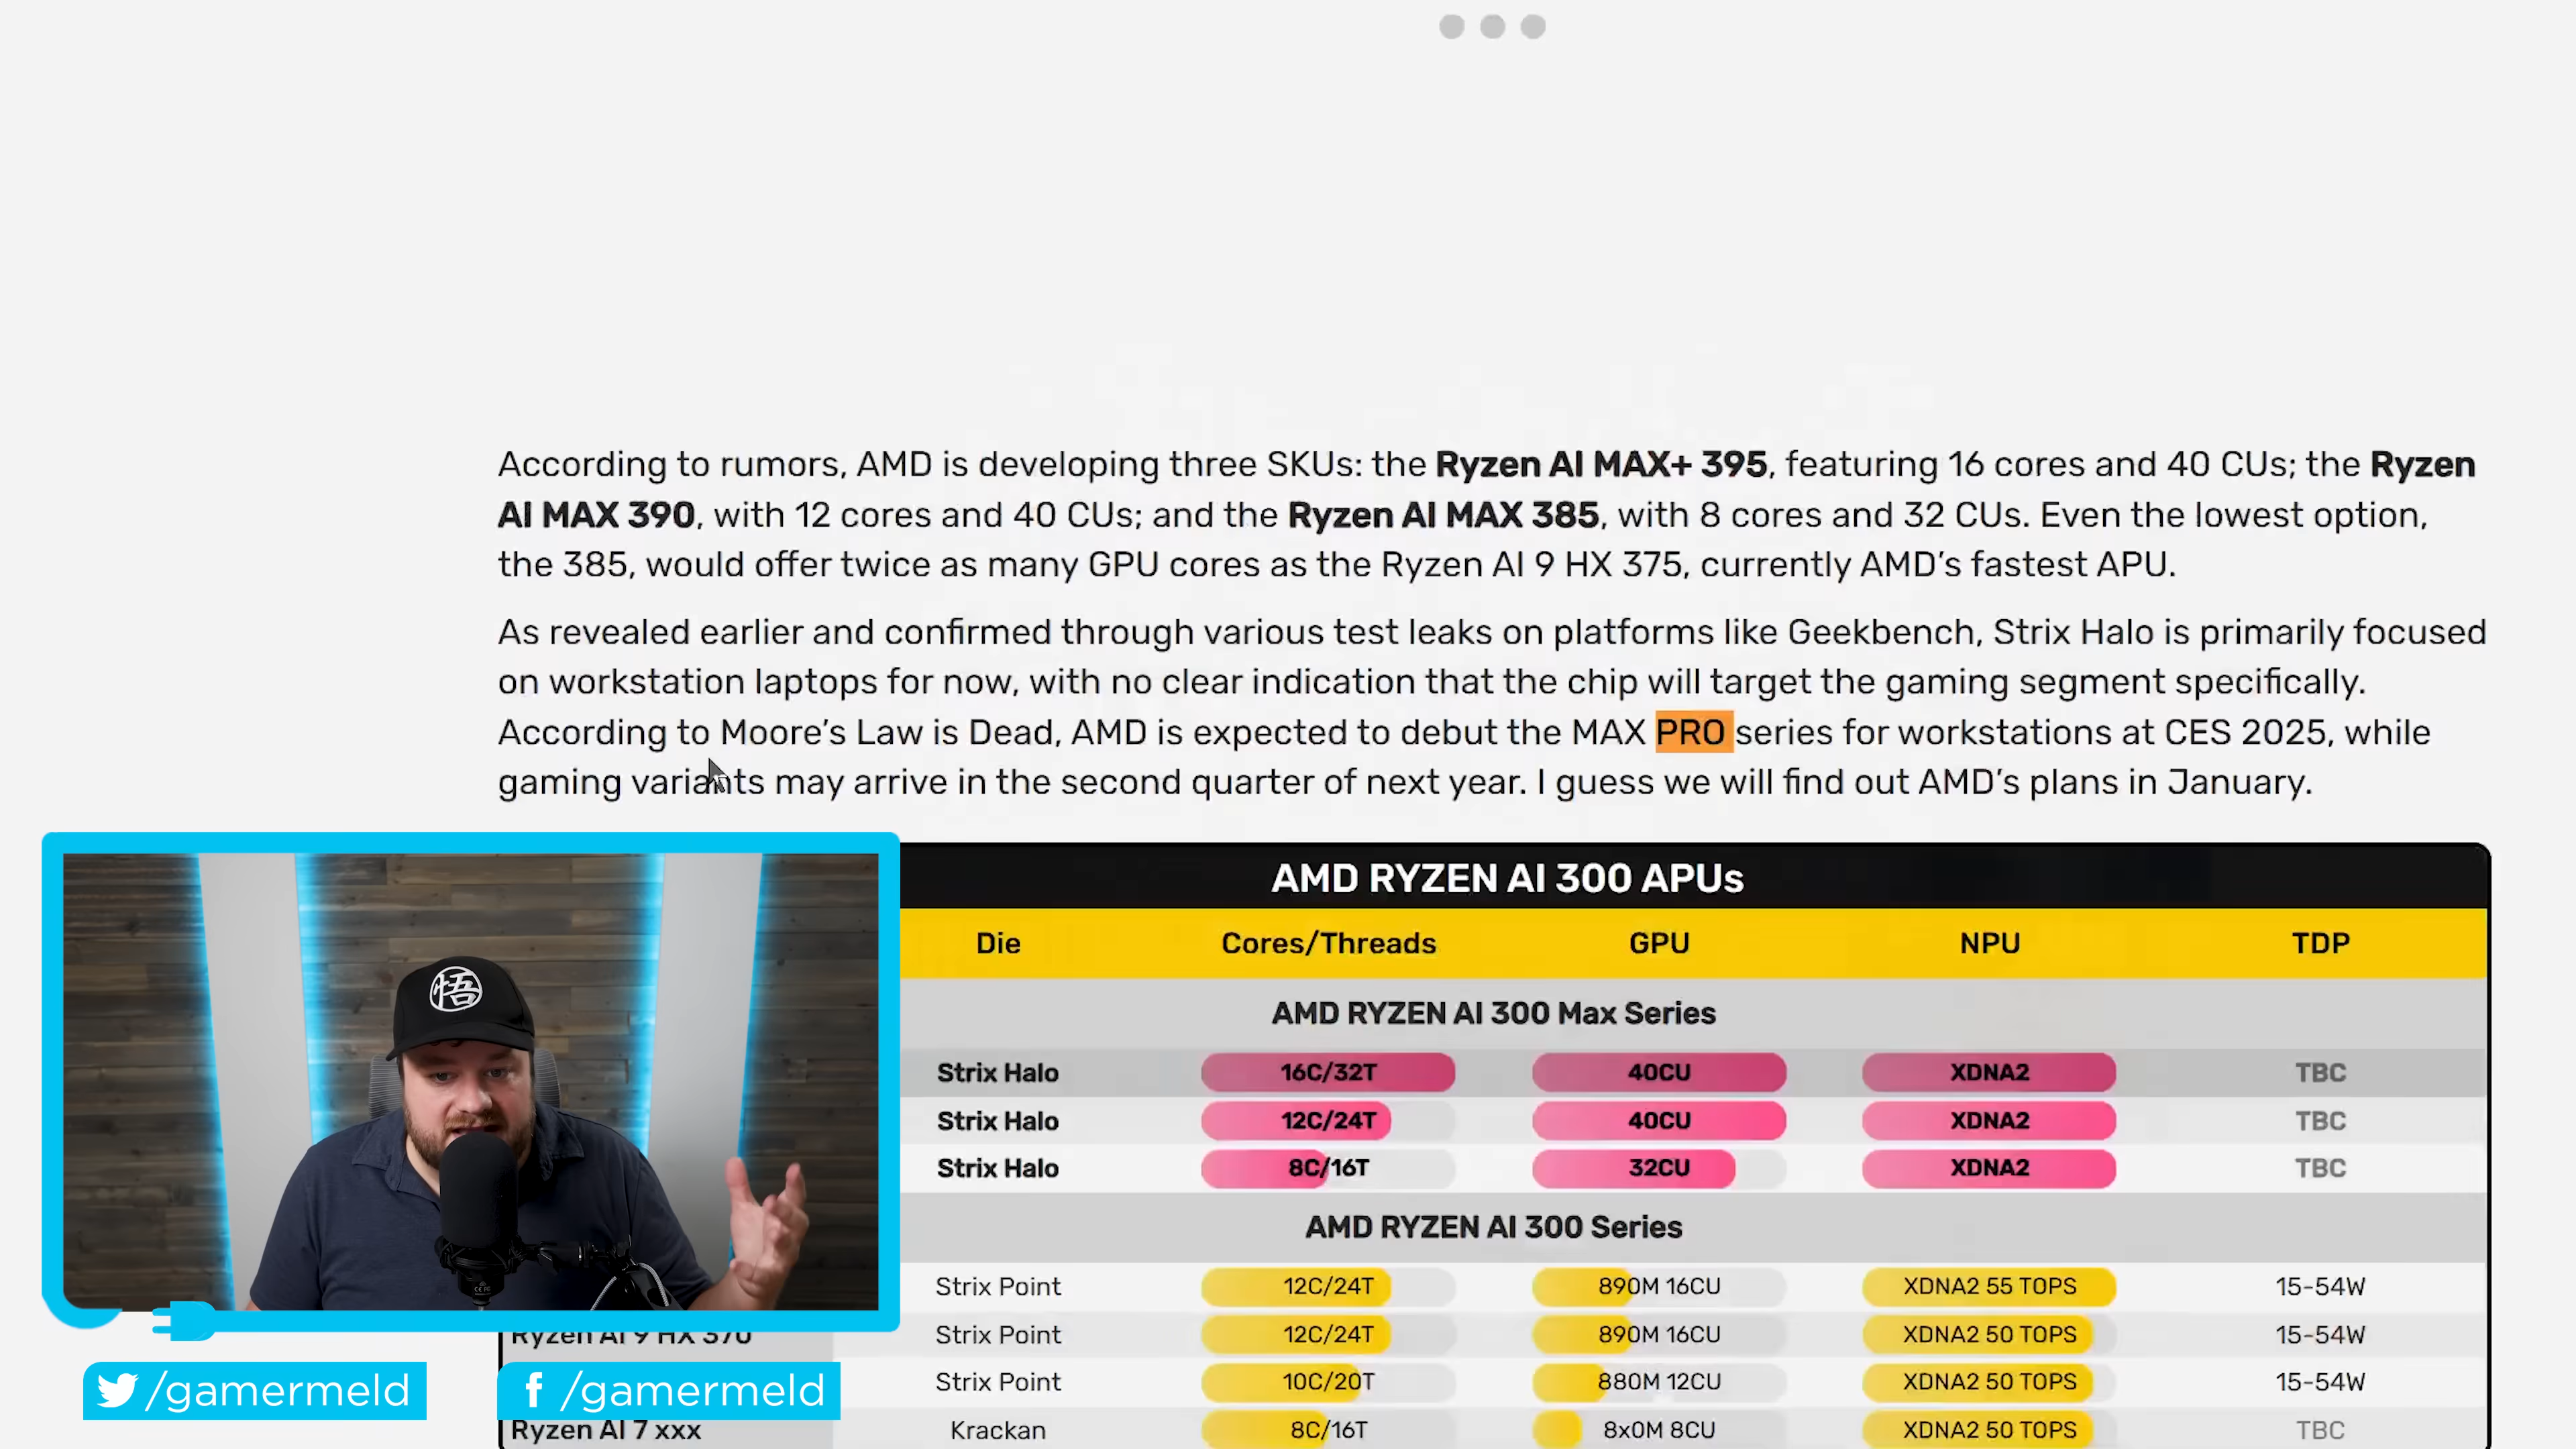 According to rumors, AMD is developing three SKUs: the Ryzen AI MAX+ 395, featuring 16 cores and 40 CUs; the Ryzen
AI MAX 390, with 12 cores and 40 CUs; and the Ryzen AI MAX 385, with 8 cores and 32 CUs. Even the lowest option,
the 385, would offer twice as many GPU cores as the Ryzen AI 9 HX 375, currently AMD's fastest APU.
As revealed earlier and confirmed through various test leaks on platforms like Geekbench, Strix Halo is primarily focused
on workstation laptops for now, with no clear indication that the chip will target the gaming segment specifically.
According to Moore's Law is Dead, AMD is expected to debut the MAX PRO series for workstations at CES 2025, while
gaming variants may arrive in the second quarter of next year. I guess we will find out AMD's plans in January.
AMD RYZEN AI 300 APUs
Die Cores/Threads GPU NPU TDP
AMD RYZEN AI 300 Max Series
Strix Halo 16C/32T 40CU XDNA2 TBC
Strix Halo 12C/24T 40CU XDNA2 TBC
Strix Halo 8C/16T 32CU XDNA2 TBC
AMD RYZEN AI 300 Series
Strix Point 12C/24T 890M 16CU XDNA2 55 TOPS 15-54W
Ryzen AI 9 HX 370 Strix Point 12C/24T 890M 16CU XDNA2 50 TOPS 15-54W
Strix Point 10C/20T 880M 12CU XDNA2 50 TOPS 15-54W
Ryzen AI 7 xxx Krackan 8C/16T 8x0M 8CU XDNA2 50 TOPS TBC
悟
/gamermeld
f /gamermeld